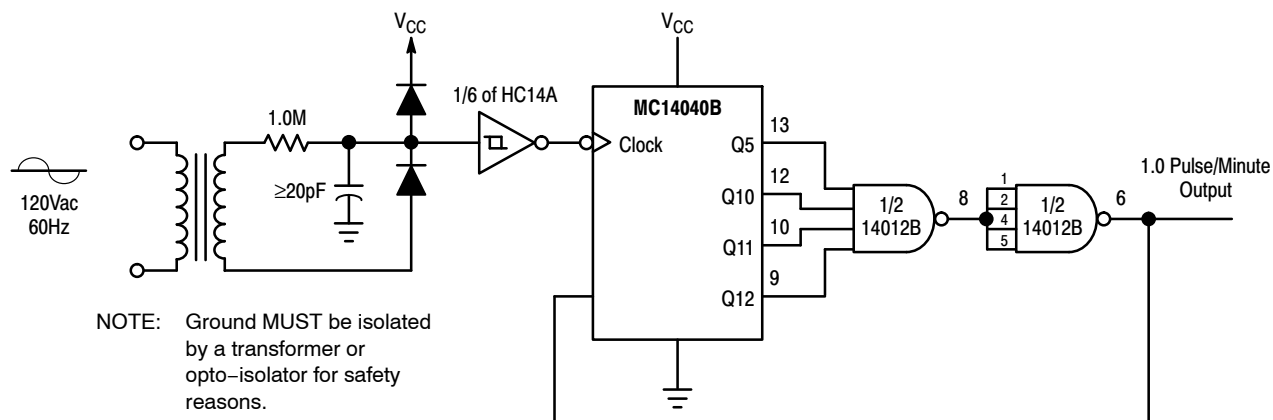 V_CC
1/6 of HC14A
1.0M
≥20pF
120Vac
60Hz
V_CC
MC14040B
Clock
Q5
Q10
Q11
Q12
13
12
10
9
1/2
14012B
8
1
2
4
5
1/2
14012B
6
1.0 Pulse/Minute
Output
NOTE: Ground MUST be isolated
by a transformer or
opto−isolator for safety
reasons.